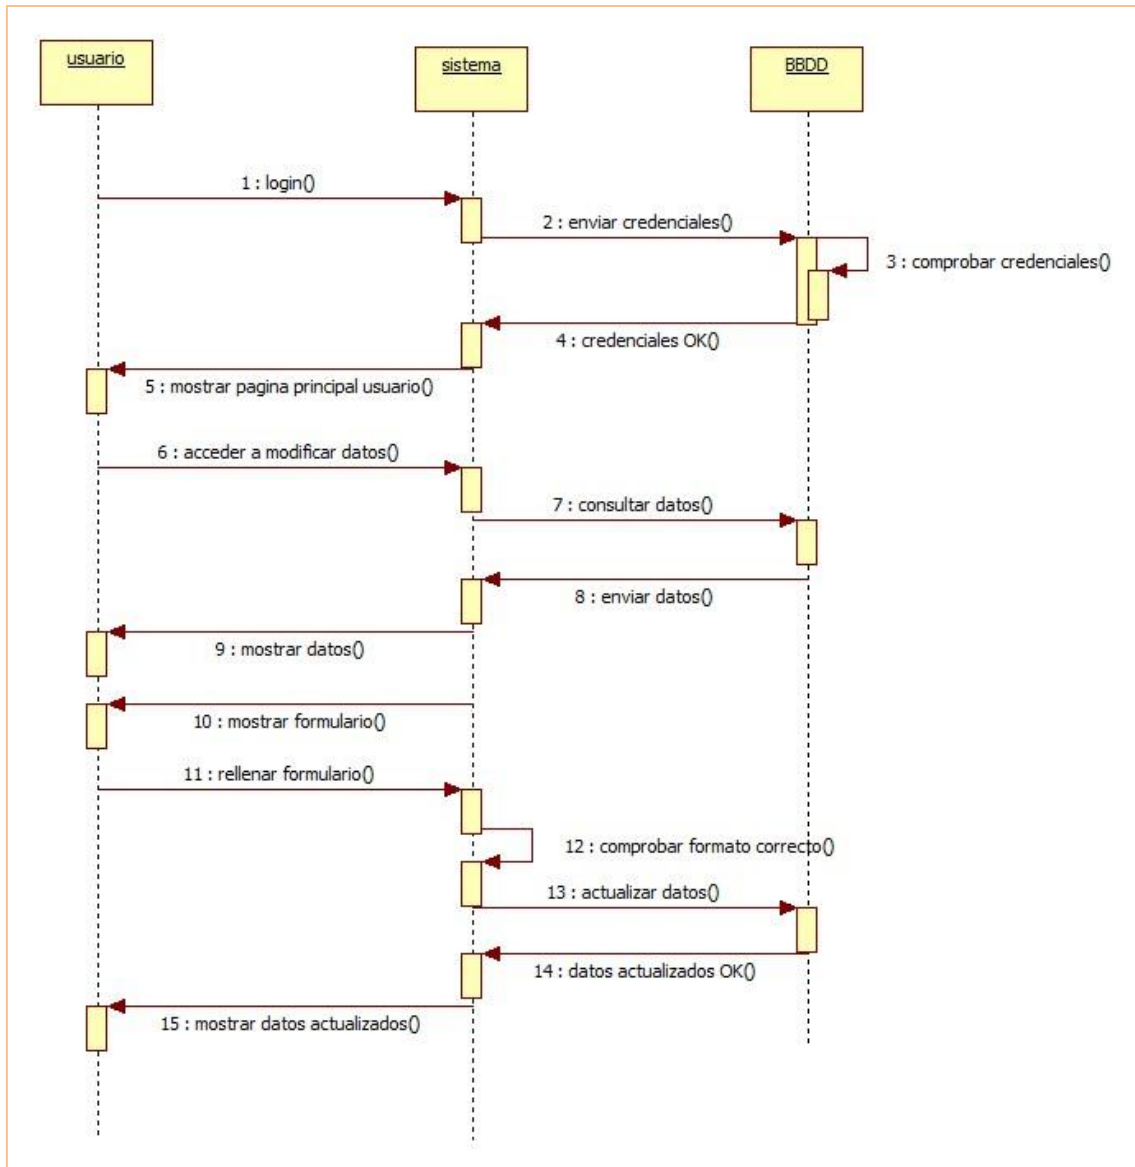 usuario
sistema
BBDD
1 : login()
2 : enviar credenciales()
3 : comprobar credenciales()
4 : credenciales OK()
5 : mostrar pagina principal usuario()
6 : acceder a modificar datos()
7 : consultar datos()
8 : enviar datos()
9 : mostrar datos()
10 : mostrar formulario()
11 : rellenar formulario()
12 : comprobar formato correcto()
13 : actualizar datos()
14 : datos actualizados OK()
15 : mostrar datos actualizados()